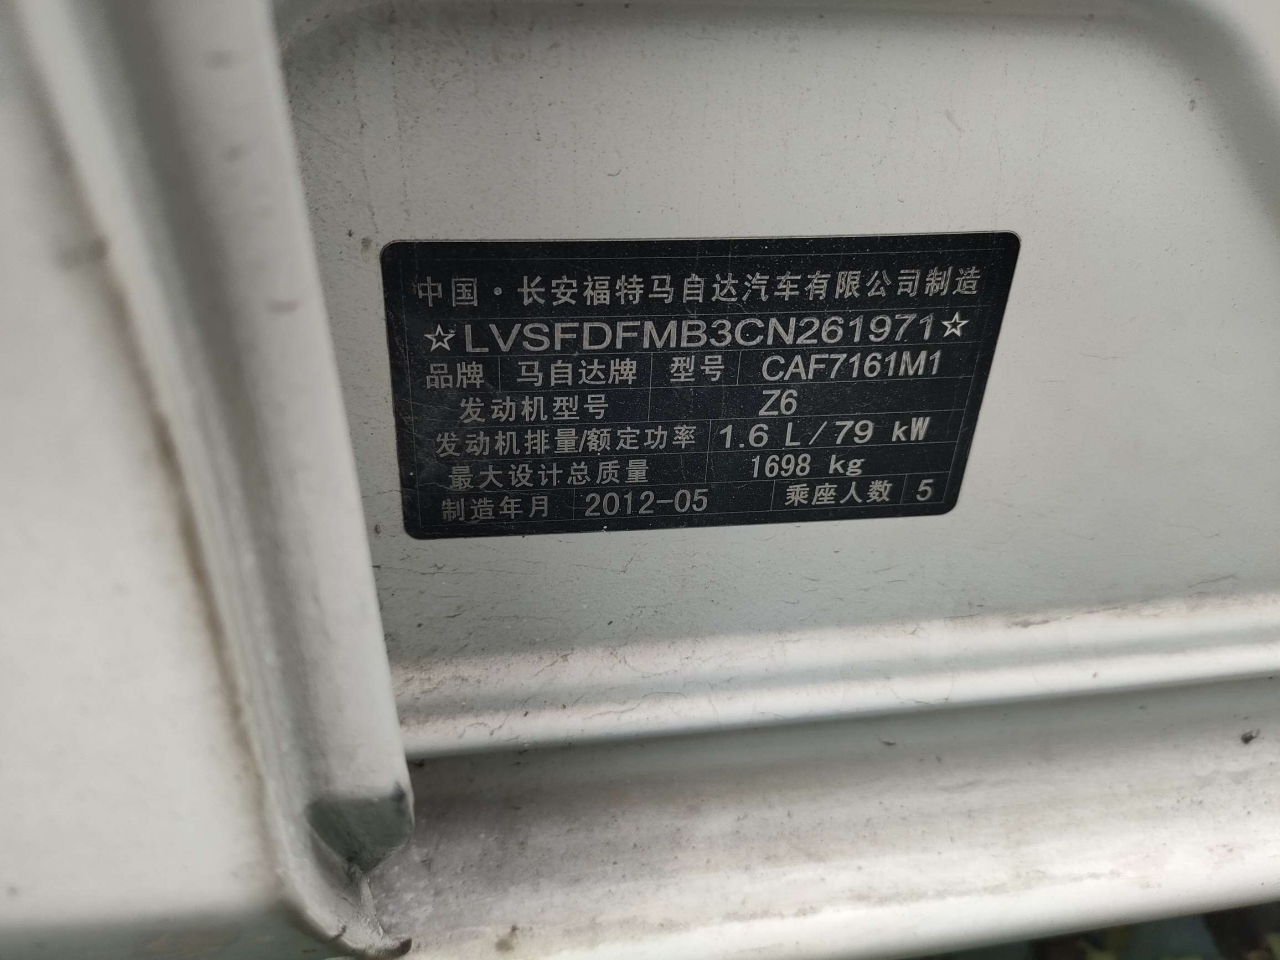 中国·长安福特马自达汽车有限公司制造
☆LVSFDFMB3CN261971☆
品牌 马自达牌 型号 CAF7161M1
发动机型号 Z6
发动机排量/额定功率 1.6 L/79 kW
最大设计总质量 1698 kg
制造年月 2012-05 乘座人数 5